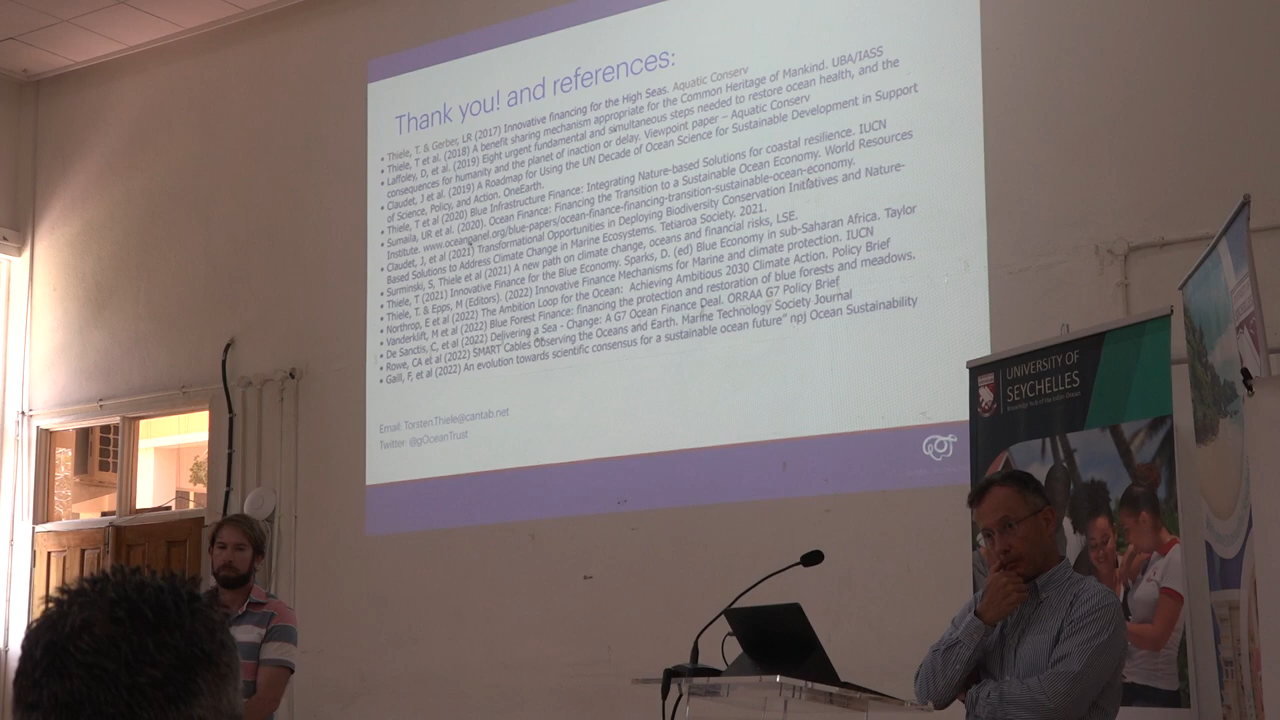 Thank you! and references:
• Thiele, T. & Gerber, LR (2017) Innovative financing for the High Seas. Aquatic Conserv
• Thiele, T et al. (2018) A benefit sharing mechanism appropriate for the Common Heritage of Mankind. UBA/IASS
• Laffoley, D, et al. (2019) Eight urgent fundamental and simultaneous steps needed to restore ocean health, and the
consequences for humanity and the planet of inaction or delay. Viewpoint paper – Aquatic Conserv
• Claudet, J et al. (2019) A Roadmap for Using the UN Decade of Ocean Science for Sustainable Development in Support
of Science, Policy, and Action. OneEarth.
• Thiele, T et al (2020) Blue Infrastructure Finance: Integrating Nature-based Solutions for coastal resilience. IUCN
• Sumaila, UR et al. (2020). Ocean Finance: Financing the Transition to a Sustainable Ocean Economy. World Resources
Institute. www.oceanpanel.org/blue-papers/ocean-finance-financing-transition-sustainable-ocean-economy.
• Claudet, J, et al (2021) Transformational Opportunities in Deploying Biodiversity Conservation Initiatives and Nature-
Based Solutions to Address Climate Change in Marine Ecosystems. Tetiaroa Society. 2021.
• Surminski, S, Thiele et al (2021) A new path on climate change, oceans and financial risks, LSE.
• Thiele, T (2021) Innovative Finance for the Blue Economy. Sparks, D. (ed) Blue Economy in sub-Saharan Africa. Taylor
• Thiele, T. & Epps, M (Editors). (2022) Innovative Finance Mechanisms for Marine and climate protection. IUCN
• Northrop, E et al (2022) The Ambition Loop for the Ocean: Achieving Ambitious 2030 Climate Action. Policy Brief
• Vanderklift, M et al (2022) Blue Forest Finance: financing the protection and restoration of blue forests and meadows.
• De Sanctis, C, et al (2022) Delivering a Sea - Change: A G7 Ocean Finance Deal. ORRAA G7 Policy Brief
• Rowe, CA et al (2022) SMART Cables Observing the Oceans and Earth. Marine Technology Society Journal
• Gaill, F, et al (2022) An evolution towards scientific consensus for a sustainable ocean future" npj Ocean Sustainability
Email: Torsten.Thiele@cantab.net
Twitter: @gOceanTrust
UNIVERSITY OF
SEYCHELLES